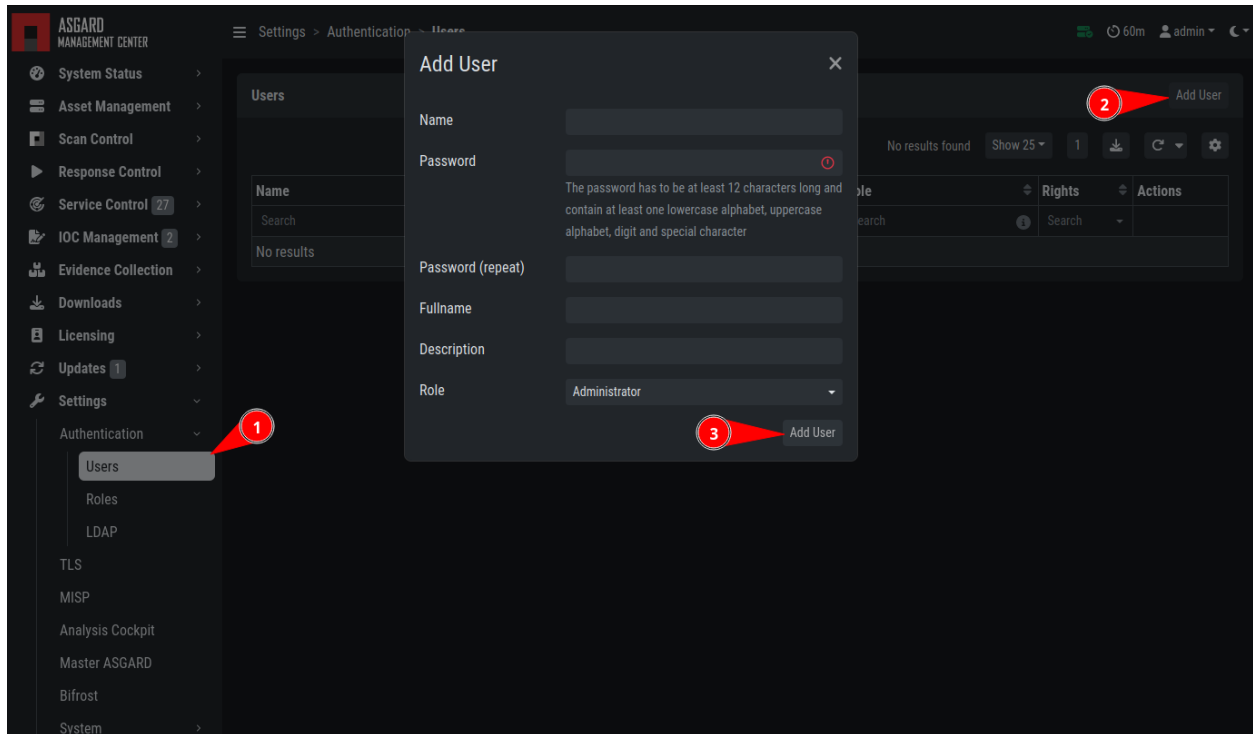 ASGARD
MANAGEMENT CENTER
Settings > Authentication > Users
60m admin
System Status
Asset Management
Scan Control
Response Control
Service Control 27
IOC Management 2
Evidence Collection
Downloads
Licensing
Updates 1
Settings
Authentication
Users
Roles
LDAP
TLS
MISP
Analysis Cockpit
Master ASGARD
Bifrost
System
1
Users
2
Add User
No results found Show 25 1
Name
Rights Actions
Search
earch
Search
No results
Add User
Name
Password
The password has to be at least 12 characters long and
contain at least one lowercase alphabet, uppercase
alphabet, digit and special character
Password (repeat)
Fullname
Description
Role Administrator
3
Add User